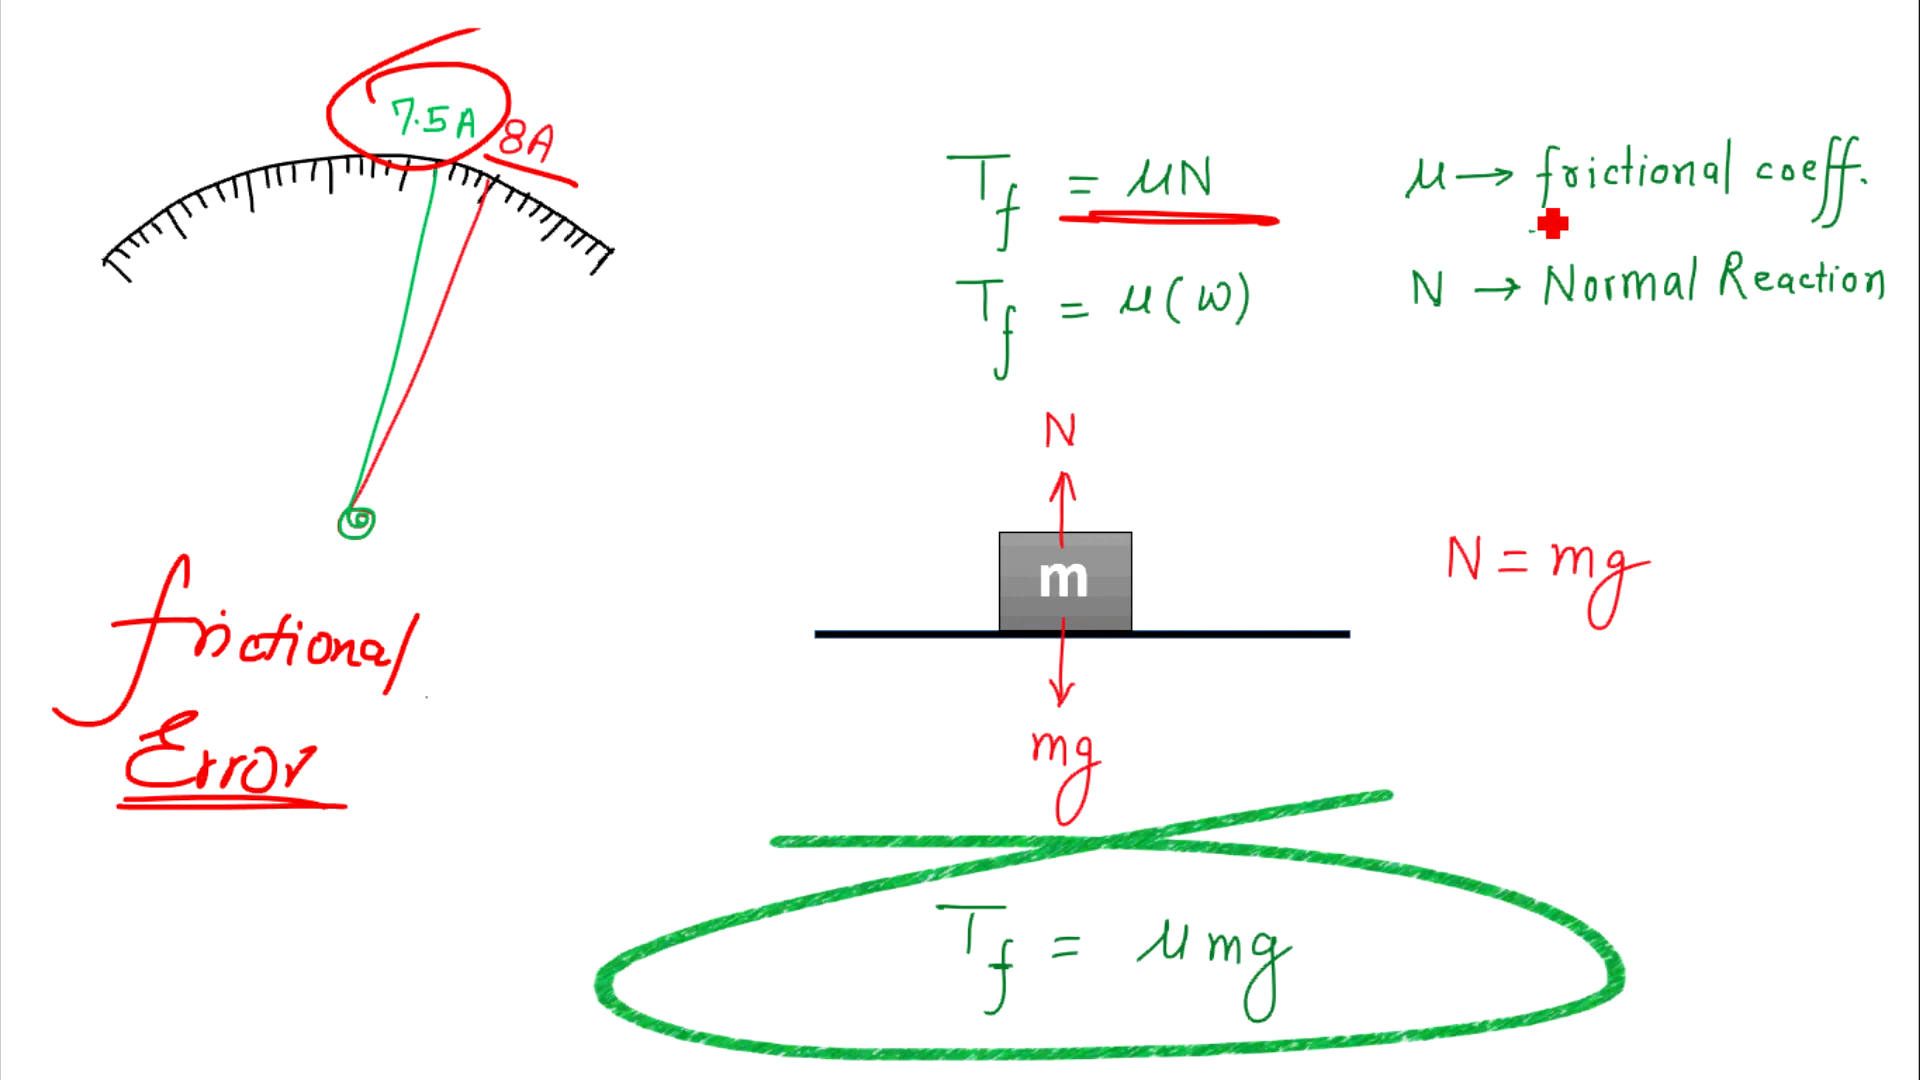 7.5A
8A
Tf = μN
μ → frictional coeff.
Tf = μ(w)
N → Normal Reaction
N
m
N = mg
mg
frictional
Error
Tf = μmg